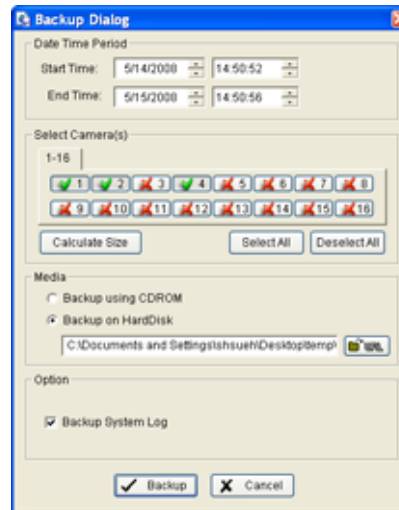 Backup Dialog
Date Time Period
Start Time: 5/14/2008 14:50:52
End Time: 5/15/2008 14:50:56
Select Camera(s)
1-16
1 2 3 4 5 6 7 8
9 10 11 12 13 14 15 16
Calculate Size Select All Deselect All
Media
Backup using CDROM
Backup on HardDisk
C:\Documents and Settings\shsueh\Desktop\temp\
Option
Backup System Log
Backup Cancel